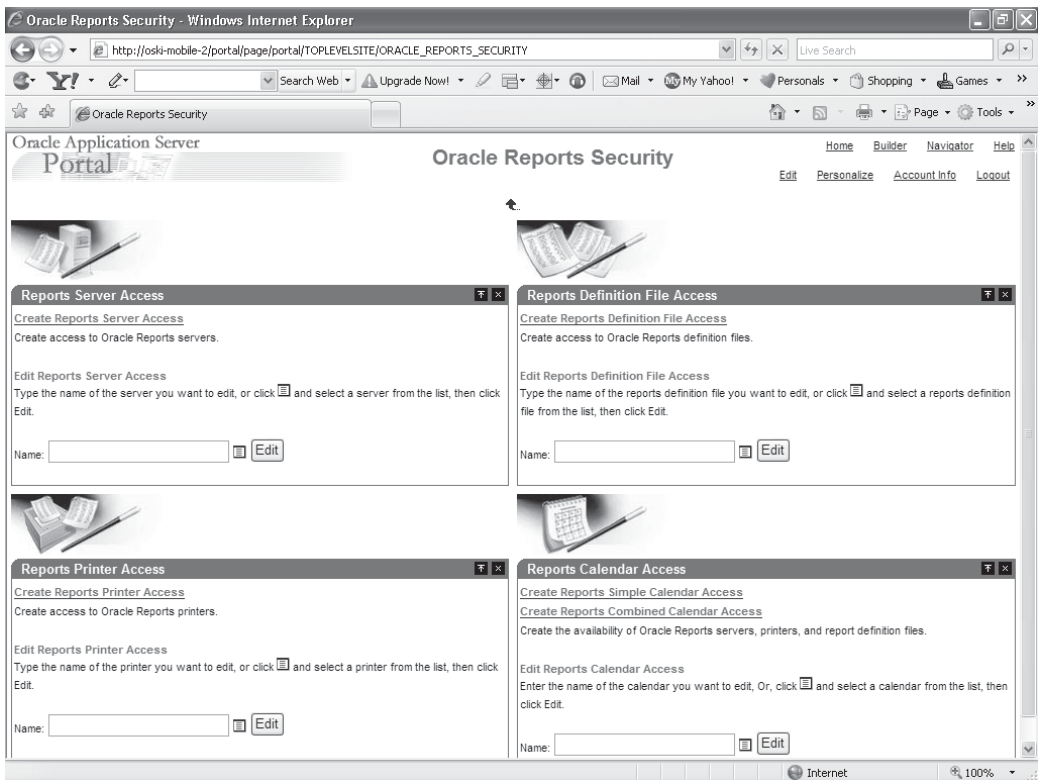 Oracle Reports Security - Windows Internet Explorer
http://oski-mobile-2/portal/page/portal/TOPLEVELSITE/ORACLE_REPORTS_SECURITY
Live Search
Search Web
Upgrade Now!
Mail
My Yahoo!
Personals
Shopping
Games
Oracle Reports Security
Page
Tools
Oracle Application Server
Portal
Oracle Reports Security
Home Builder Navigator Help
Edit Personalize Account Info Logout
Reports Server Access
Create Reports Server Access
Create access to Oracle Reports servers.
Edit Reports Server Access
Type the name of the server you want to edit, or click and select a server from the list, then click
Edit.
Name: Edit
Reports Definition File Access
Create Reports Definition File Access
Create access to Oracle Reports definition files.
Edit Reports Definition File Access
Type the name of the reports definition file you want to edit, or click and select a reports definition
file from the list, then click Edit.
Name: Edit
Reports Printer Access
Create Reports Printer Access
Create access to Oracle Reports printers.
Edit Reports Printer Access
Type the name of the printer you want to edit, or click and select a printer from the list, then click
Edit.
Name: Edit
Reports Calendar Access
Create Reports Simple Calendar Access
Create Reports Combined Calendar Access
Create the availability of Oracle Reports servers, printers, and report definition files.
Edit Reports Calendar Access
Enter the name of the calendar you want to edit, Or, click and select a calendar from the list, then
click Edit.
Name: Edit
Internet
100%